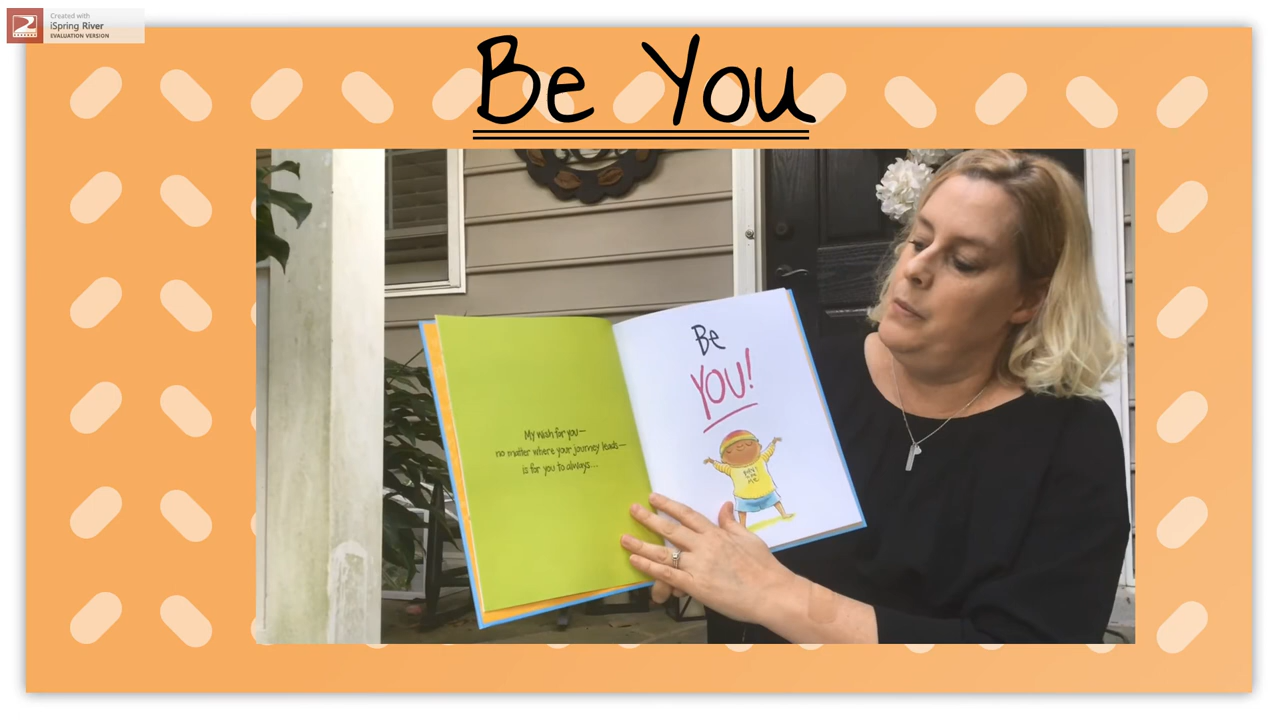 Created with
iSpring River
EVALUATION VERSION
Be You
My wish for you—
no matter where your journey leads—
is for you to always...
Be
YOU!